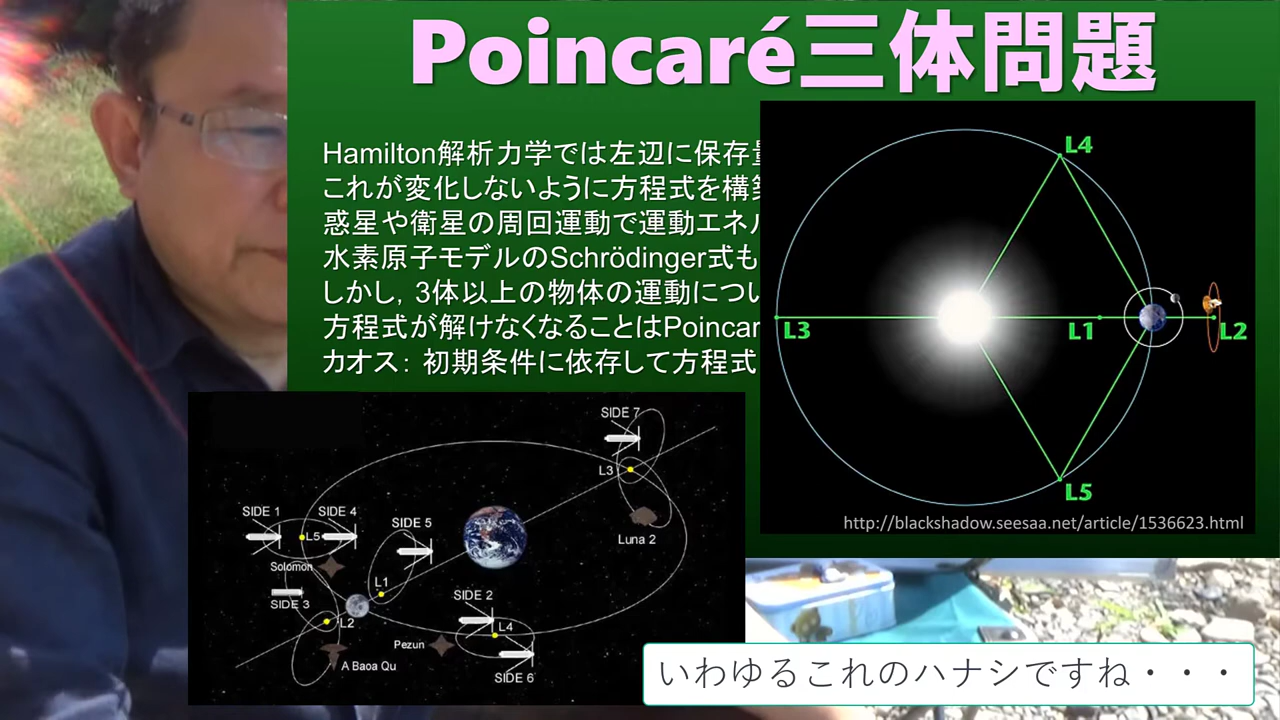 Poincaré三体問題
Hamilton解析力学では左辺に保存
これが変化しないように方程式を構
惑星や衛星の周回運動で運動エネル
水素原子モデルのSchrödinger式も
しかし，3体以上の物体の運動につい
方程式が解けなくなることはPoincar
カオス： 初期条件に依存して方程式
L4
L3
L1
L2
L5
http://blackshadow.seesaa.net/article/1536623.html
SIDE 7
L3
Luna 2
SIDE 1
SIDE 4
L5
SIDE 5
Solomon
L1
SIDE 3
L2
A Baoa Qu
SIDE 2
L4
Pezun
SIDE 6
いわゆるこれのハナシですね・・・